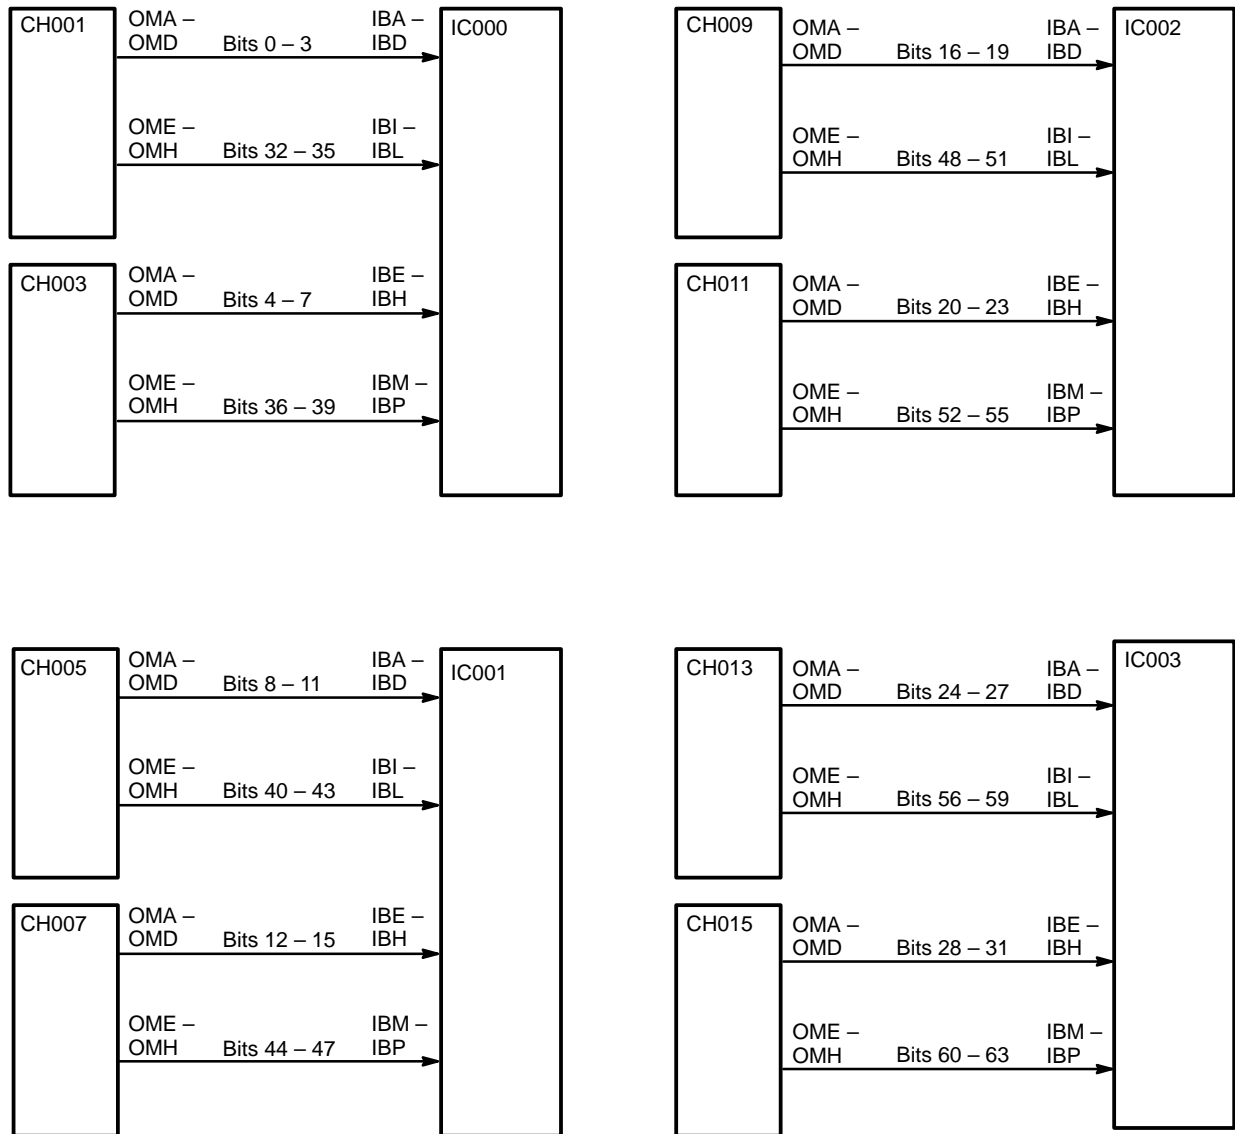 CH001
OMA –
OMD
Bits 0 – 3
IBA –
IBD
IC000
OME –
OMH
Bits 32 – 35
IBI –
IBL
CH003
OMA –
OMD
Bits 4 – 7
IBE –
IBH
OME –
OMH
Bits 36 – 39
IBM –
IBP
CH009
OMA –
OMD
Bits 16 – 19
IBA –
IBD
IC002
OME –
OMH
Bits 48 – 51
IBI –
IBL
CH011
OMA –
OMD
Bits 20 – 23
IBE –
IBH
OME –
OMH
Bits 52 – 55
IBM –
IBP
CH005
OMA –
OMD
Bits 8 – 11
IBA –
IBD
IC001
OME –
OMH
Bits 40 – 43
IBI –
IBL
CH007
OMA –
OMD
Bits 12 – 15
IBE –
IBH
OME –
OMH
Bits 44 – 47
IBM –
IBP
CH013
OMA –
OMD
Bits 24 – 27
IBA –
IBD
IC003
OME –
OMH
Bits 56 – 59
IBI –
IBL
CH015
OMA –
OMD
Bits 28 – 31
IBE –
IBH
OME –
OMH
Bits 60 – 63
IBM –
IBP